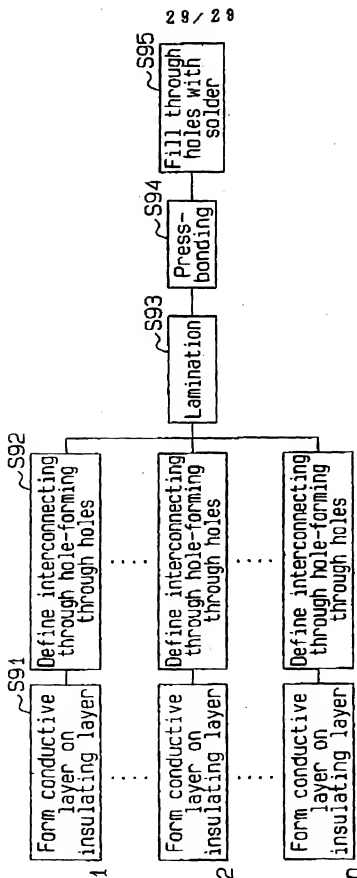 29/29
S91
S92
S93
S94
S95
Form conductive
layer on
insulating layer
Define interconnecting
through hole-forming
through holes
1
Form conductive
layer on
insulating layer
Define interconnecting
through hole-forming
through holes
2
Form conductive
layer on
insulating layer
Define interconnecting
through hole-forming
through holes
n
Lamination
Press-
bonding
Fill through
holes with
solder